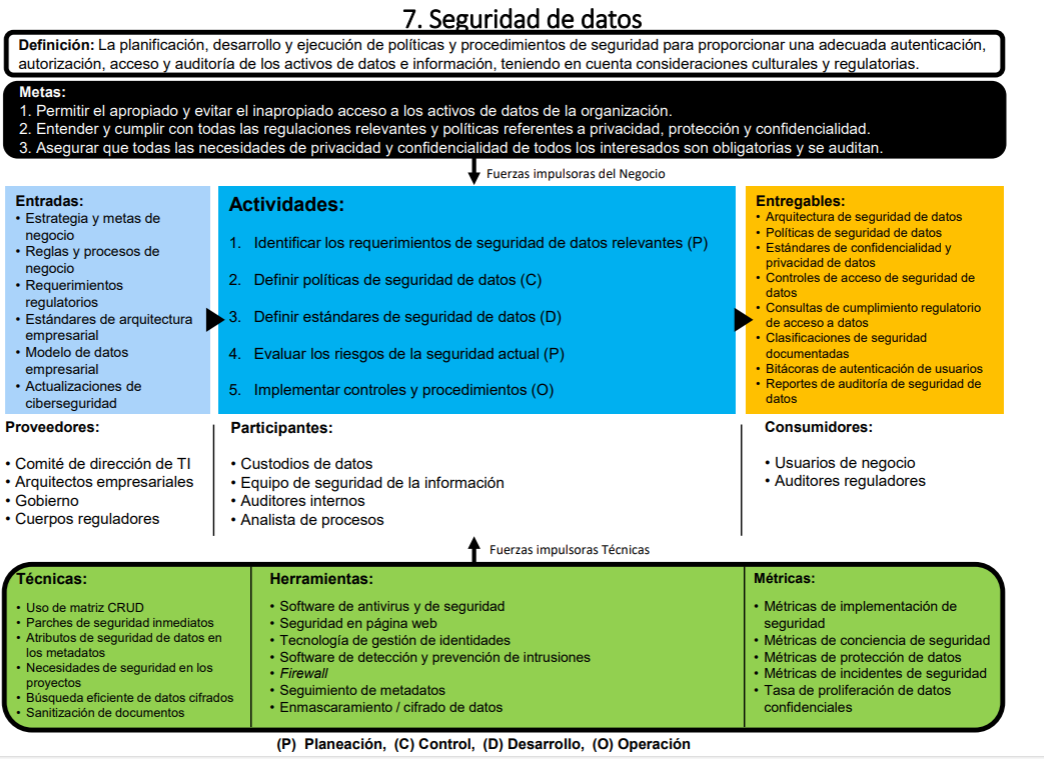 7. Seguridad de datos
Definición: La planificación, desarrollo y ejecución de políticas y procedimientos de seguridad para proporcionar una adecuada autenticación,
autorización, acceso y auditoría de los activos de datos e información, teniendo en cuenta consideraciones culturales y regulatorias.
Metas:
1. Permitir el apropiado y evitar el inapropiado acceso a los activos de datos de la organización.
2. Entender y cumplir con todas las regulaciones relevantes y políticas referentes a privacidad, protección y confidencialidad.
3. Asegurar que todas las necesidades de privacidad y confidencialidad de todos los interesados son obligatorias y se auditan.
Fuerzas impulsoras del Negocio
Entradas:
• Estrategia y metas de
negocio
• Reglas y procesos de
negocio
• Requerimientos
regulatorios
• Estándares de arquitectura
empresarial
• Modelo de datos
empresarial
• Actualizaciones de
ciberseguridad
Actividades:
1. Identificar los requerimientos de seguridad de datos relevantes (P)
2. Definir políticas de seguridad de datos (C)
3. Definir estándares de seguridad de datos (D)
4. Evaluar los riesgos de la seguridad actual (P)
5. Implementar controles y procedimientos (O)
Entregables:
• Arquitectura de seguridad de datos
• Políticas de seguridad de datos
• Estándares de confidencialidad y
privacidad de datos
• Controles de acceso de seguridad de
datos
• Consultas de cumplimiento regulatorio
de acceso a datos
• Clasificaciones de seguridad
documentadas
• Bitácoras de autenticación de usuarios
• Reportes de auditoría de seguridad de
datos
Proveedores:
• Comité de dirección de TI
• Arquitectos empresariales
• Gobierno
• Cuerpos reguladores
Participantes:
• Custodios de datos
• Equipo de seguridad de la información
• Auditores internos
• Analista de procesos
Consumidores:
• Usuarios de negocio
• Auditores reguladores
Fuerzas impulsoras Técnicas
Técnicas:
• Uso de matriz CRUD
• Parches de seguridad inmediatos
• Atributos de seguridad de datos en
los metadatos
• Necesidades de seguridad en los
proyectos
• Búsqueda eficiente de datos cifrados
• Sanitización de documentos
Herramientas:
• Software de antivirus y de seguridad
• Seguridad en página web
• Tecnología de gestión de identidades
• Software de detección y prevención de intrusiones
• Firewall
• Seguimiento de metadatos
• Enmascaramiento / cifrado de datos
Métricas:
• Métricas de implementación de
seguridad
• Métricas de conciencia de seguridad
• Métricas de protección de datos
• Métricas de incidentes de seguridad
• Tasa de proliferación de datos
confidenciales
(P) Planeación, (C) Control, (D) Desarrollo, (O) Operación